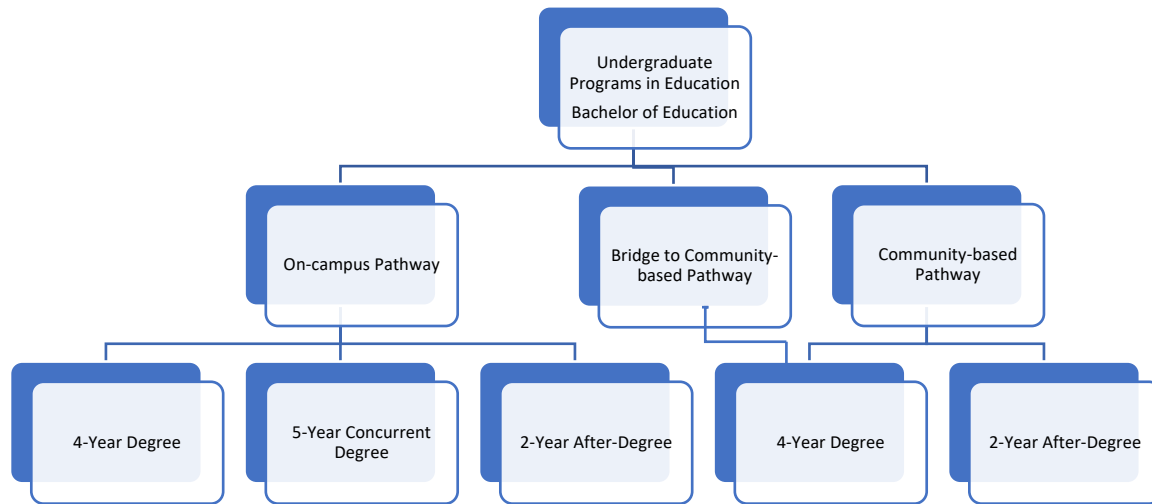 Undergraduate
Programs in Education
Bachelor of Education
On-campus Pathway
Bridge to Community-
based Pathway
Community-based
Pathway
4-Year Degree
5-Year Concurrent
Degree
2-Year After-Degree
4-Year Degree
2-Year After-Degree